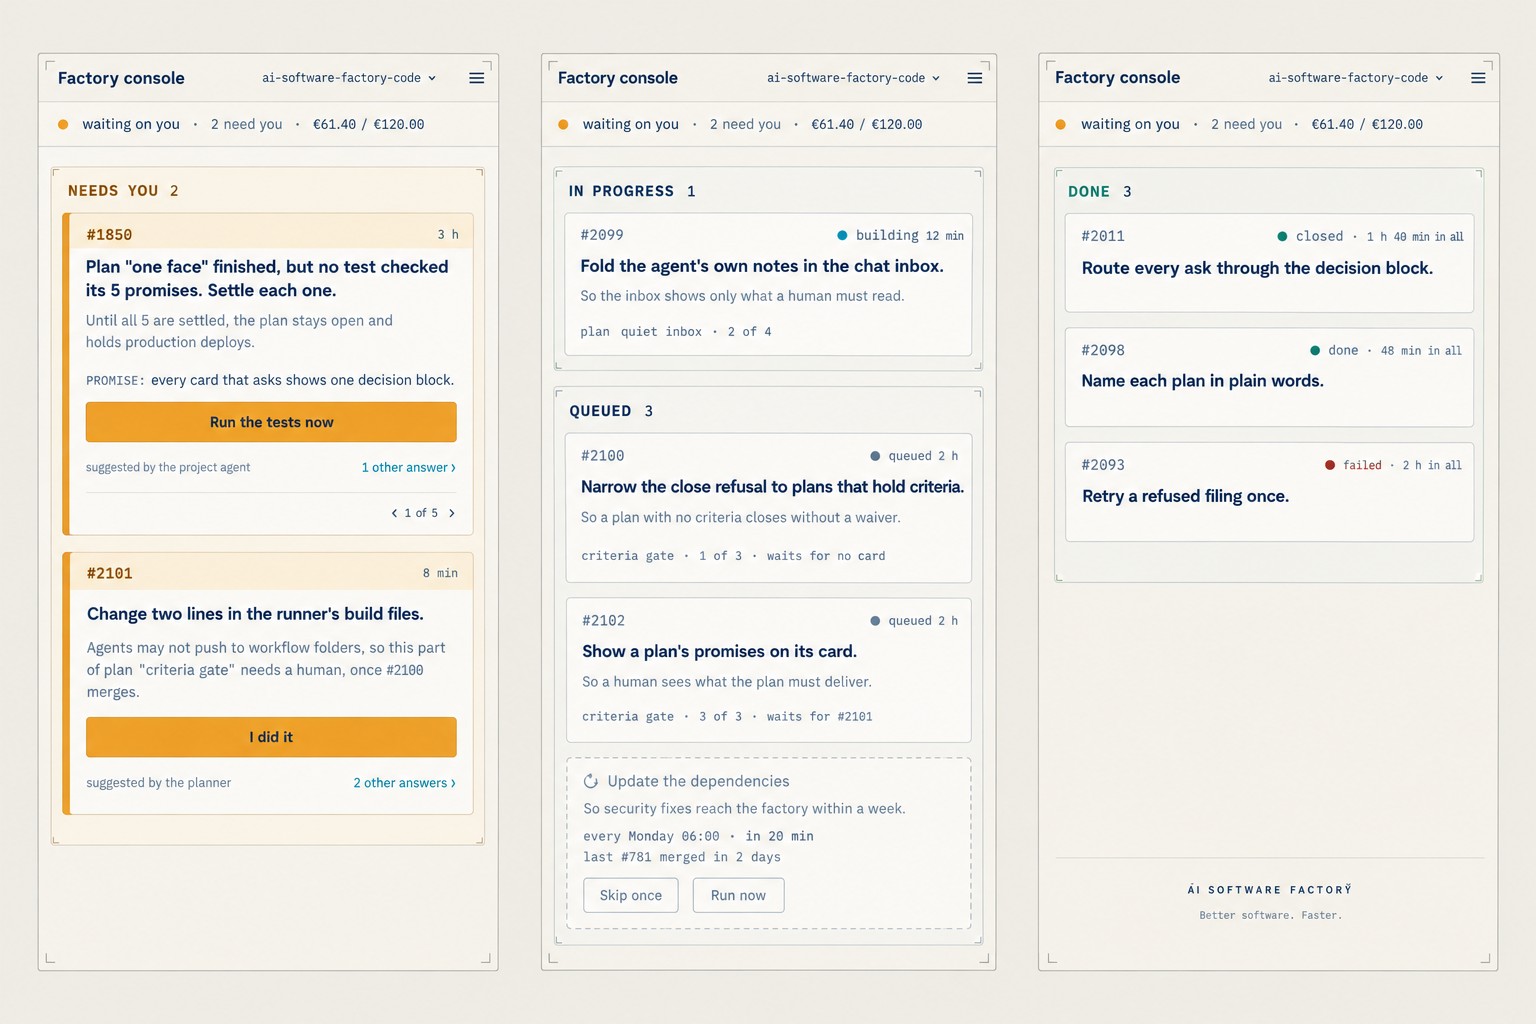 Factory console
ai-software-factory-code
waiting on you · 2 need you · €61.40 / €120.00
NEEDS YOU 2
#1850 3 h
Plan "one face" finished, but no test checked
its 5 promises. Settle each one.
Until all 5 are settled, the plan stays open and
holds production deploys.
PROMISE: every card that asks shows one decision block.
Run the tests now
suggested by the project agent 1 other answer ›
‹ 1 of 5 ›
#2101 8 min
Change two lines in the runner's build files.
Agents may not push to workflow folders, so this part
of plan "criteria gate" needs a human, once #2100
merges.
I did it
suggested by the planner 2 other answers ›
Factory console
ai-software-factory-code
waiting on you · 2 need you · €61.40 / €120.00
IN PROGRESS 1
#2099 building 12 min
Fold the agent's own notes in the chat inbox.
So the inbox shows only what a human must read.
plan quiet inbox · 2 of 4
QUEUED 3
#2100 queued 2 h
Narrow the close refusal to plans that hold criteria.
So a plan with no criteria closes without a waiver.
criteria gate · 1 of 3 · waits for no card
#2102 queued 2 h
Show a plan's promises on its card.
So a human sees what the plan must deliver.
criteria gate · 3 of 3 · waits for #2101
Update the dependencies
So security fixes reach the factory within a week.
every Monday 06:00 · in 20 min
last #781 merged in 2 days
Skip once
Run now
Factory console
ai-software-factory-code
waiting on you · 2 need you · €61.40 / €120.00
DONE 3
#2011 closed · 1 h 40 min in all
Route every ask through the decision block.
#2098 done · 48 min in all
Name each plan in plain words.
#2093 failed · 2 h in all
Retry a refused filing once.
ÁI SOFTWARE FACTORŸ
Better software. Faster.